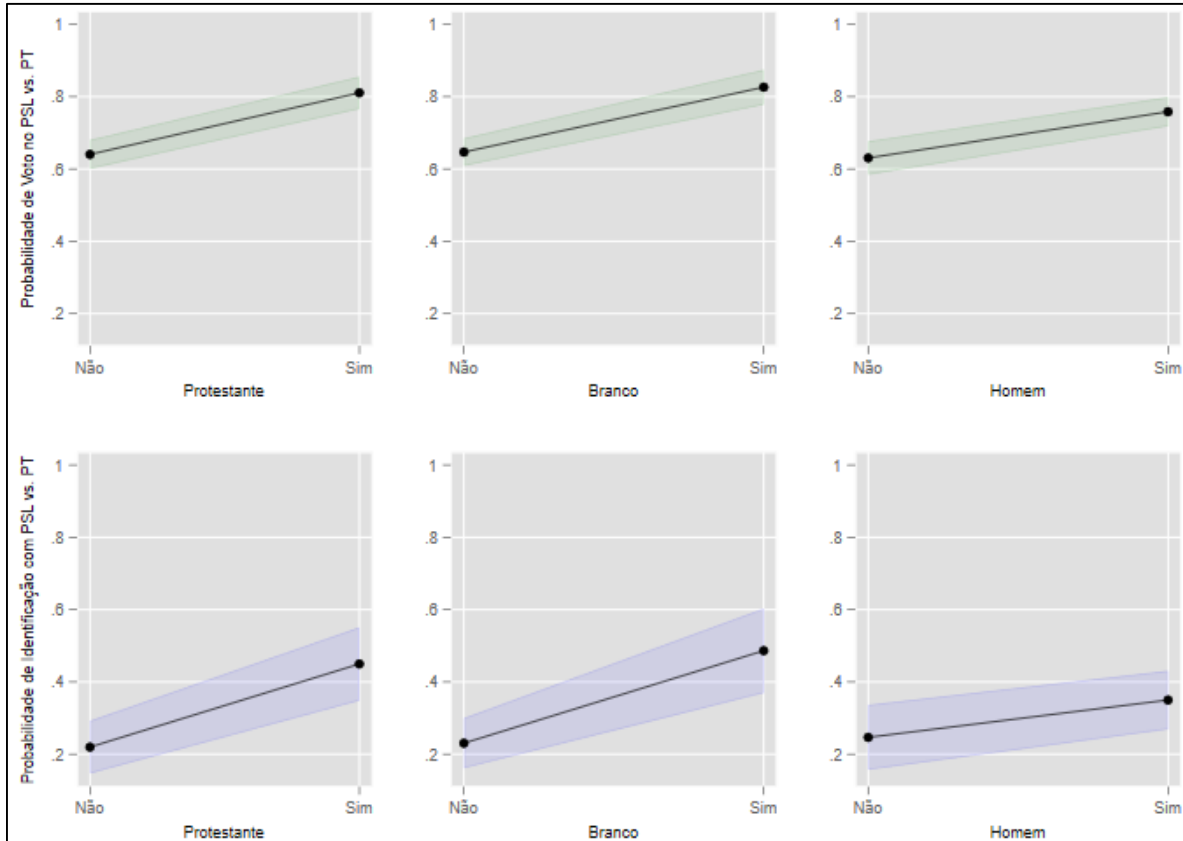 Probabilidade de Voto no PSL vs. PT
1
.8
.6
.4
.2
Não
Sim
Protestante
1
.8
.6
.4
.2
Não
Sim
Branco
1
.8
.6
.4
.2
Não
Sim
Homem
Probabilidade de Identificação com PSL vs. PT
1
.8
.6
.4
.2
Não
Sim
Protestante
1
.8
.6
.4
.2
Não
Sim
Branco
1
.8
.6
.4
.2
Não
Sim
Homem